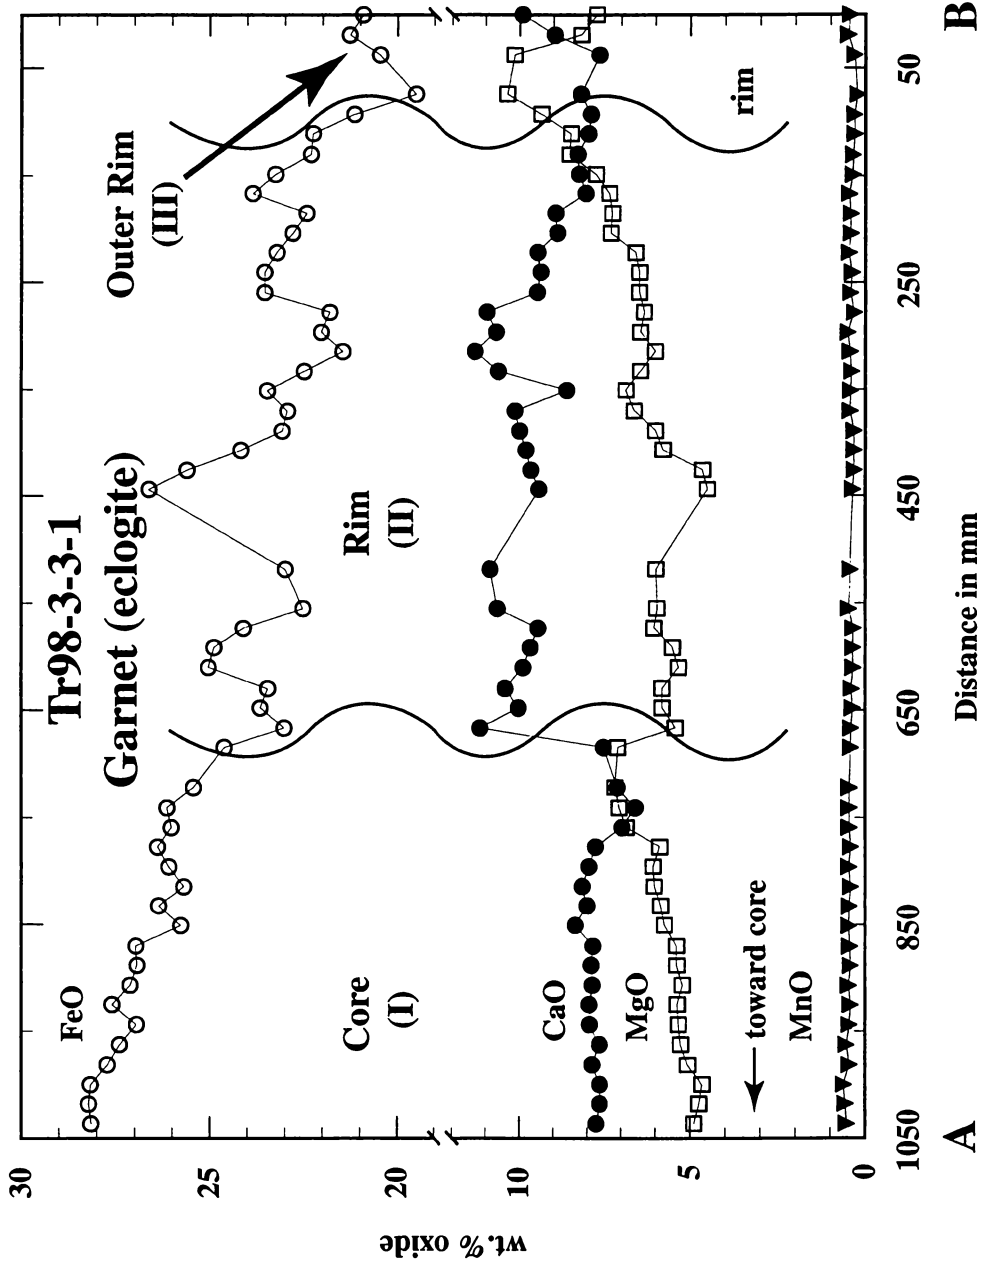 Tr98-3-3-1
Garnet (eclogite)
Outer Rim
(III)
FeO
Core
(I)
Rim
(II)
rim
CaO
MgO
toward core
MnO
wt.% oxide
30
25
20
10
5
0
1050
850
650
450
250
50
Distance in mm
A
B